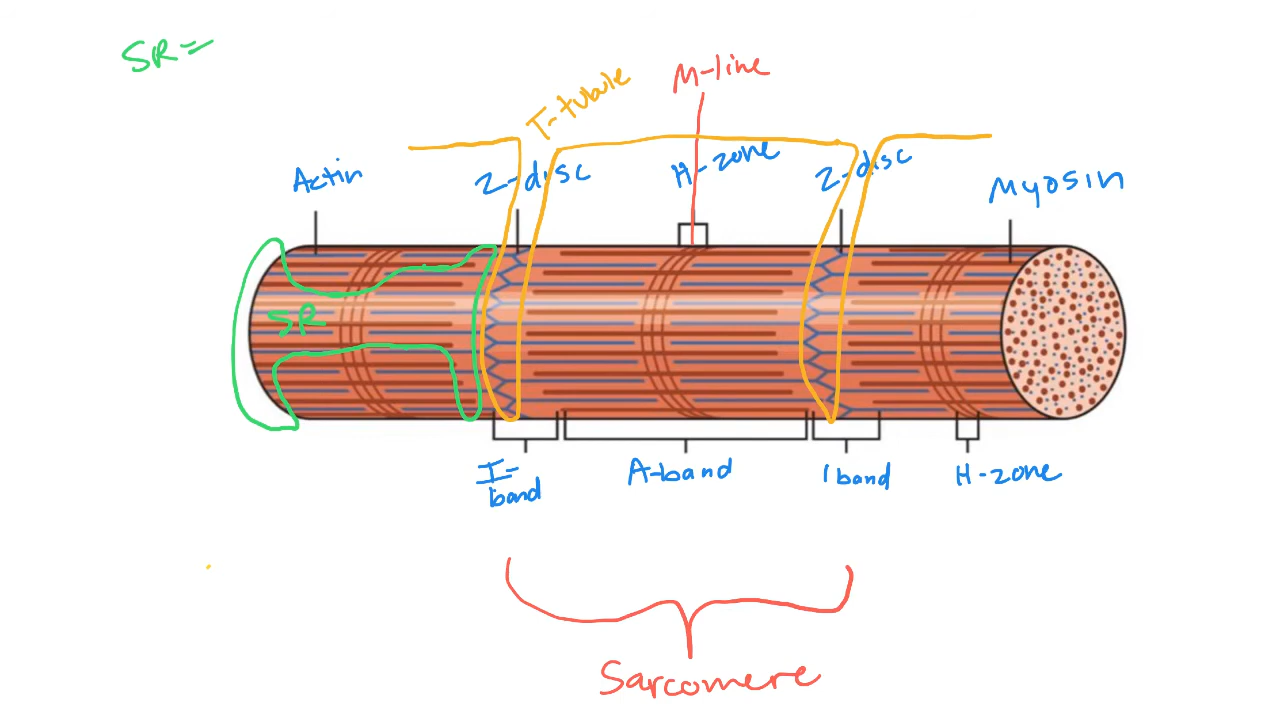 SR=
M-line
T-tubule
Actin
Z-disc
H-zone
Z-disc
Myosin
SR
I-
band
A-band
I band
H-zone
Sarcomere